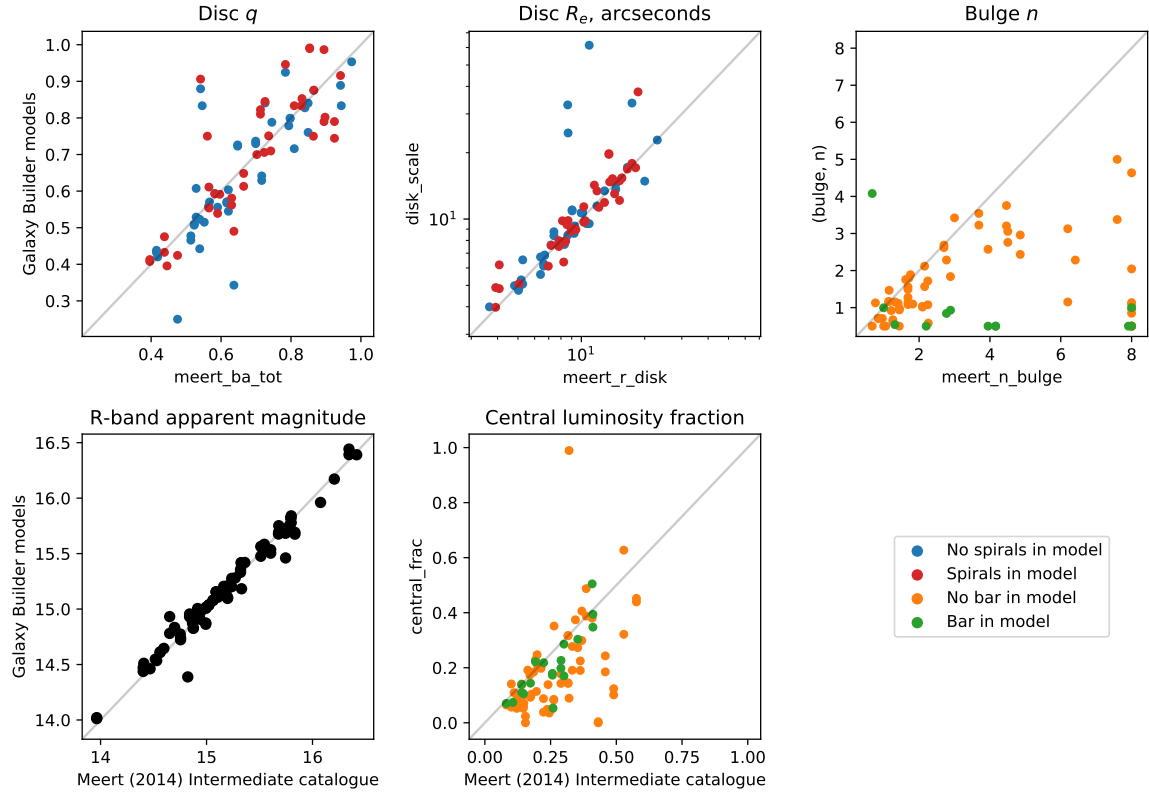 Disc q
Disc Rₑ, arcseconds
Bulge n
Galaxy Builder models
1.0
0.9
0.8
0.7
0.6
0.5
0.4
0.3
0.4
0.6
0.8
1.0
meert_ba_tot
disk_scale
10¹
10¹
meert_r_disk
(bulge, n)
8
7
6
5
4
3
2
1
2
4
6
8
meert_n_bulge
R-band apparent magnitude
Central luminosity fraction
Galaxy Builder models
16.5
16.0
15.5
15.0
14.5
14.0
14
15
16
Meert (2014) Intermediate catalogue
central_frac
1.0
0.8
0.6
0.4
0.2
0.0
0.00
0.25
0.50
0.75
1.00
Meert (2014) Intermediate catalogue
No spirals in model
Spirals in model
No bar in model
Bar in model